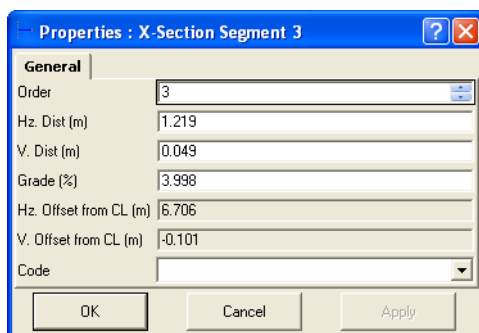 Properties : X-Section Segment 3
General
Order 3
Hz. Dist (m) 1.219
V. Dist (m) 0.049
Grade (%) 3.998
Hz. Offset from CL (m) 6.706
V. Offset from CL (m) -0.101
Code
OK Cancel Apply